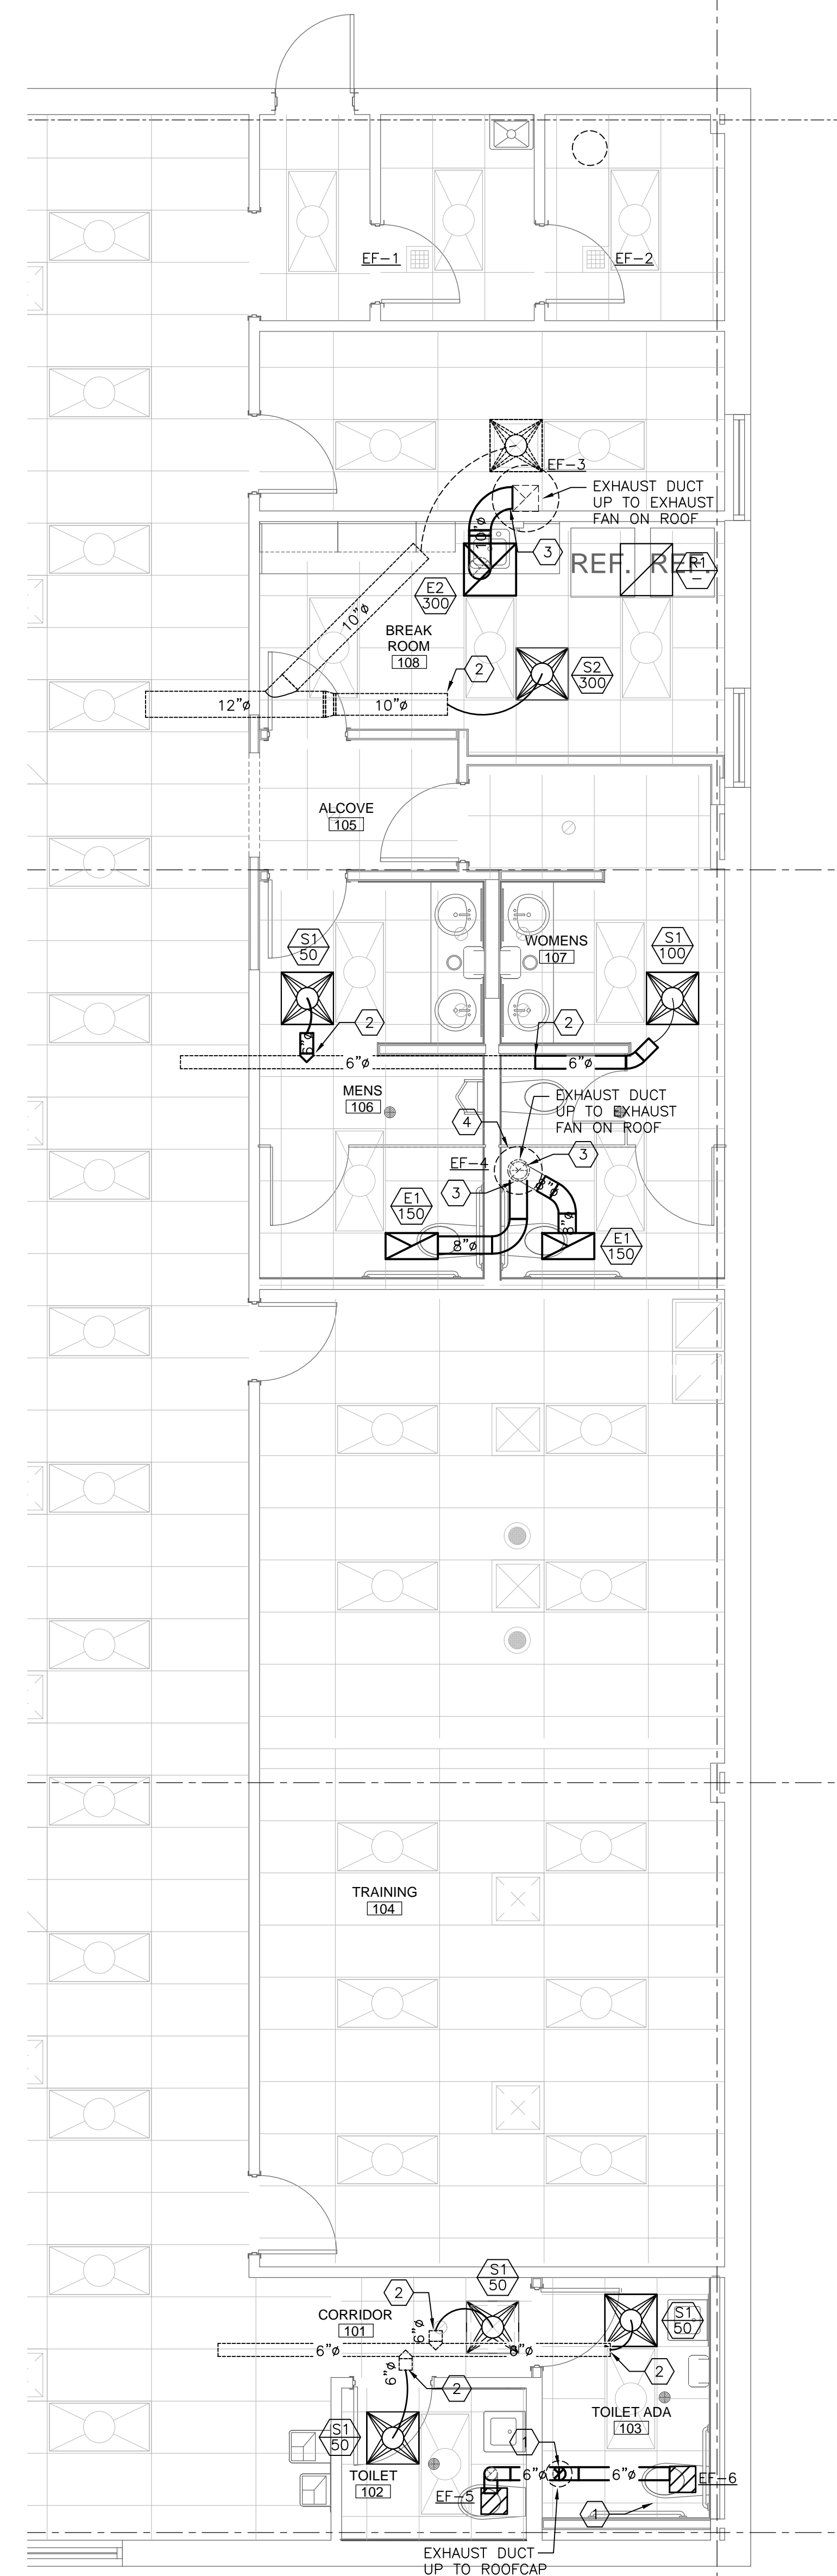 EF-1
EF-2
EF-3
EXHAUST DUCT
UP TO EXHAUST
FAN ON ROOF
10"ø
3
REF.
REF.
R1
–
E2
300
10"ø
BREAK
ROOM
108
2
S2
300
12"ø
10"ø
ALCOVE
105
S1
50
WOMENS
107
S1
100
2
2
6"ø
6"ø
6"ø
MENS
106
EXHAUST DUCT
UP TO EXHAUST
FAN ON ROOF
4
EF-4
3
3
8"ø
E1
150
8"ø
8"ø
E1
150
TRAINING
104
S1
50
2
CORRIDOR
101
6"ø
S1
50
6"ø
6"ø
2
6"ø
2
S1
50
TOILET ADA
103
1
TOILET
102
6"ø
6"ø
EF-6
EF-5
1
EXHAUST DUCT
UP TO ROOFCAP